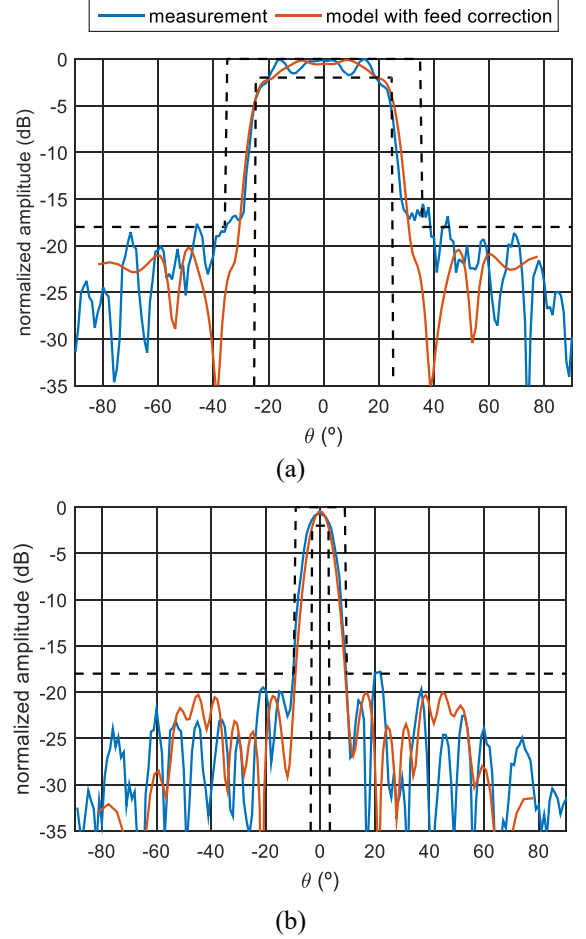 measurement model with feed correction
0
-5
-10
-15
-20
-25
-30
-35
normalized amplitude (dB)
-80 -60 -40 -20 0 20 40 60 80
θ (º)
(a)
0
-5
-10
-15
-20
-25
-30
-35
normalized amplitude (dB)
-80 -60 -40 -20 0 20 40 60 80
θ (º)
(b)